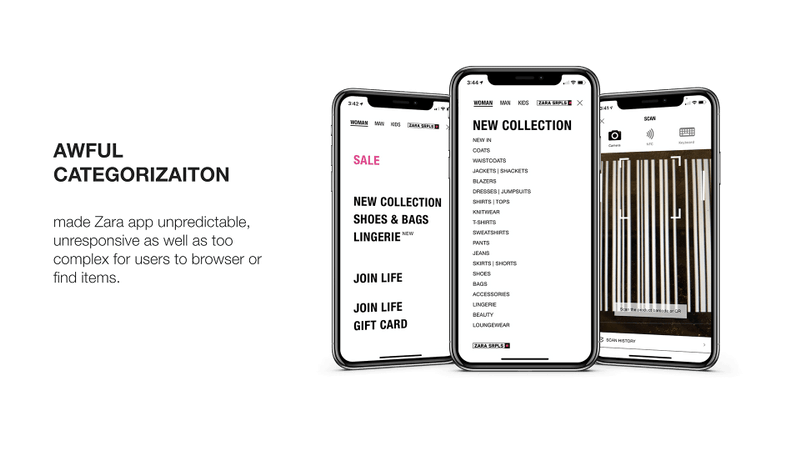 AWFUL
CATEGORIZAITON
made Zara app unpredictable,
unresponsive as well as too
complex for users to browser or
find items.
3:42
WOMAN MAN KIDS ZARA SRPLS
SALE
NEW COLLECTION
SHOES & BAGS
LINGERIE NEW
JOIN LIFE
JOIN LIFE
GIFT CARD
3:44
WOMAN MAN KIDS ZARA SRPLS
NEW COLLECTION
NEW IN
COATS
WAISTCOATS
JACKETS | SHACKETS
BLAZERS
DRESSES | JUMPSUITS
SHIRTS | TOPS
KNITWEAR
T-SHIRTS
SWEATSHIRTS
PANTS
JEANS
SKIRTS | SHORTS
SHOES
BAGS
ACCESSORIES
LINGERIE
BEAUTY
LOUNGEWEAR
ZARA SRPLS
SCAN
Camera Keyboard
SCAN HISTORY